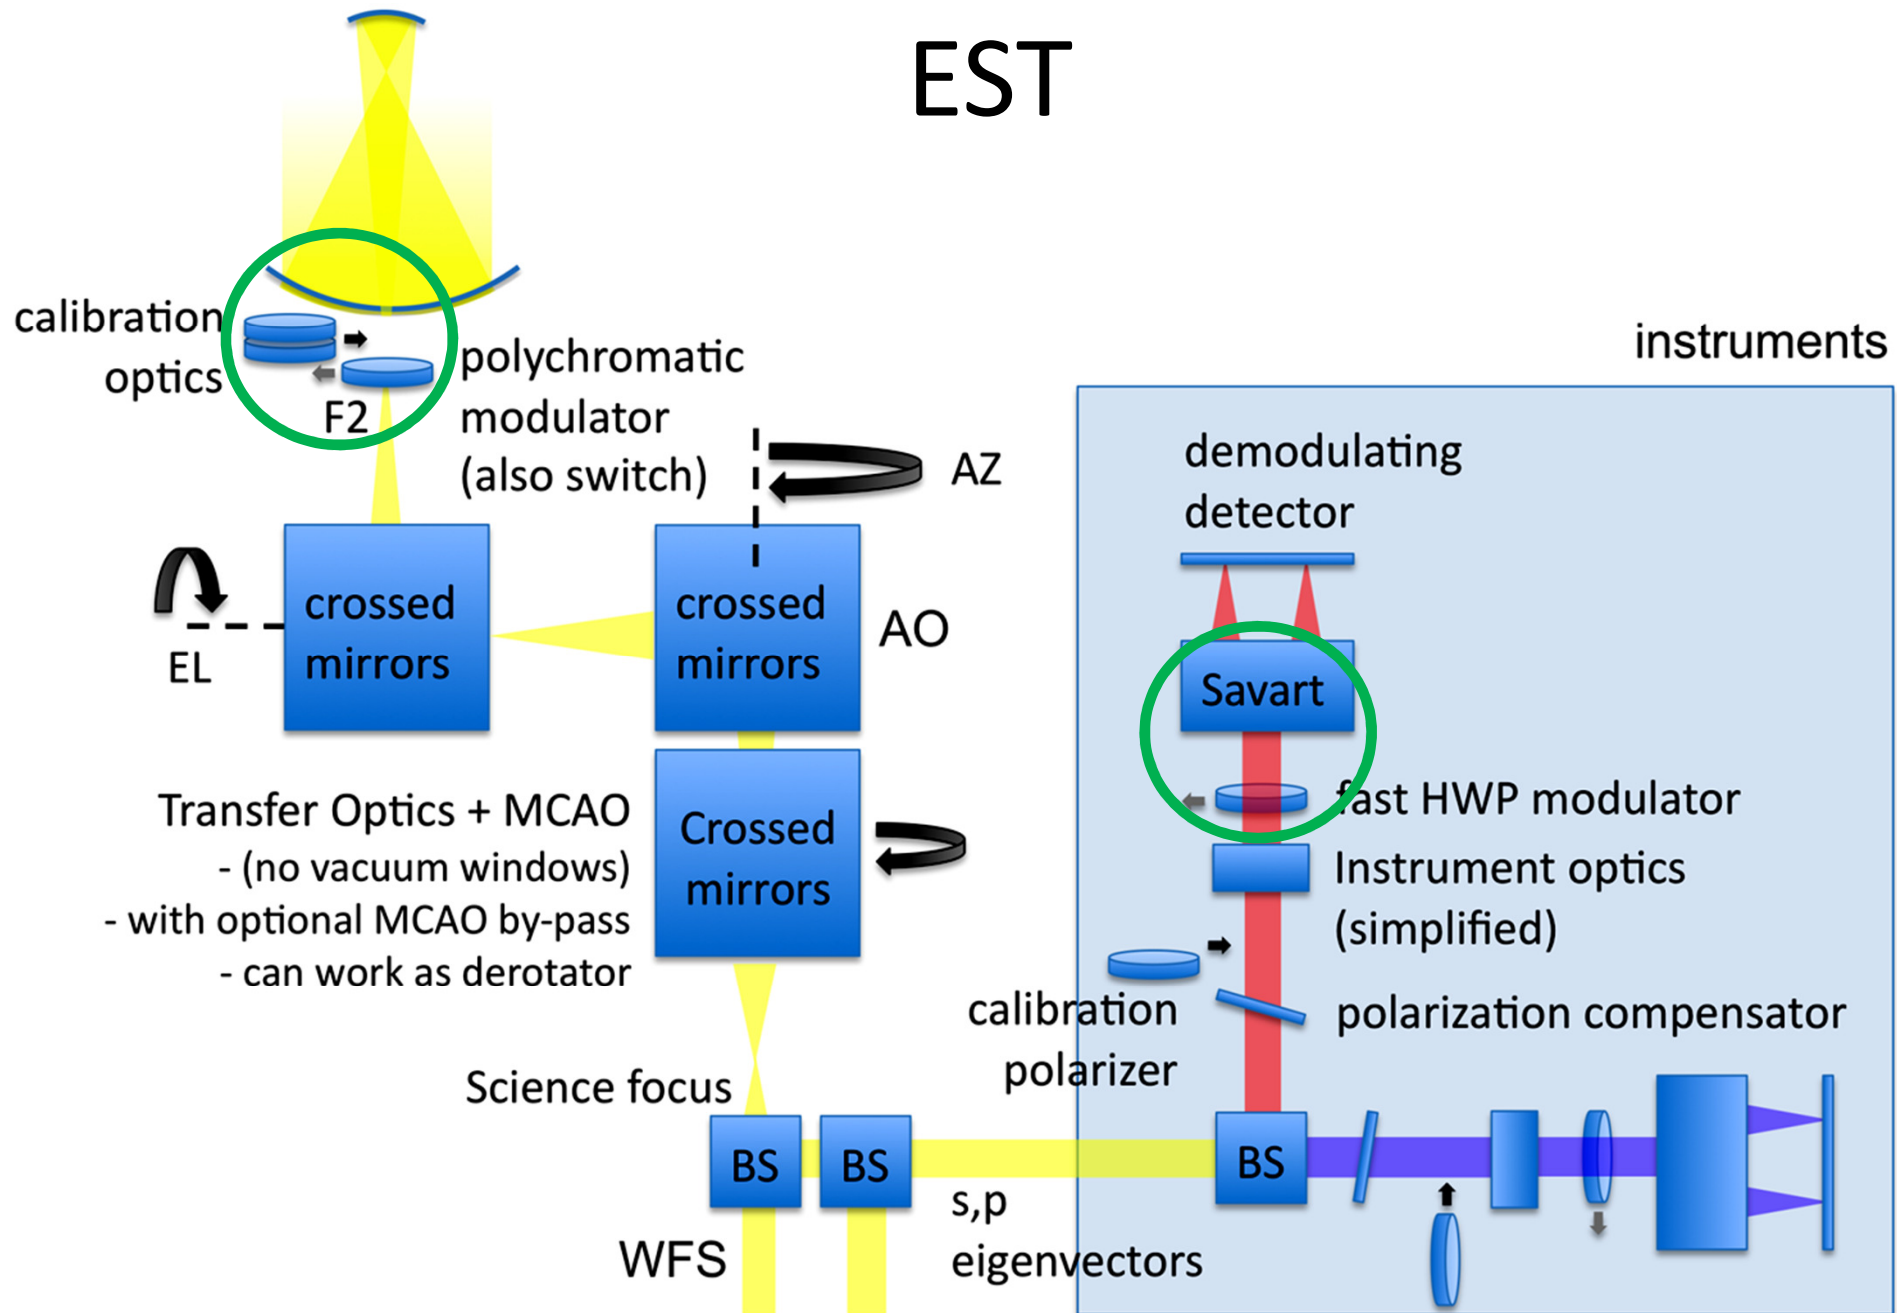 EST
calibration
optics
F2
polychromatic
modulator
(also switch)
AZ
EL
crossed
mirrors
crossed
mirrors
AO
Transfer Optics + MCAO
- (no vacuum windows)
- with optional MCAO by-pass
- can work as derotator
Crossed
mirrors
Science focus
BS
BS
WFS
s,p
eigenvectors
instruments
demodulating
detector
Savart
fast HWP modulator
Instrument optics
(simplified)
calibration
polarizer
polarization compensator
BS